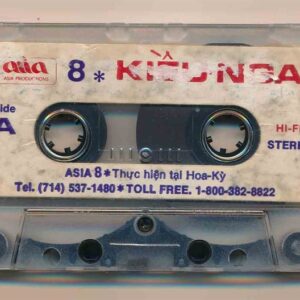 asia 8 * KIỀU NGA
ASIA PRODUCTIONS
Side
A
HI-FI
STEREO
ASIA 8 * Thực hiện tại Hoa-Kỳ
Tel. (714) 537-1480 * TOLL FREE. 1-800-382-8822